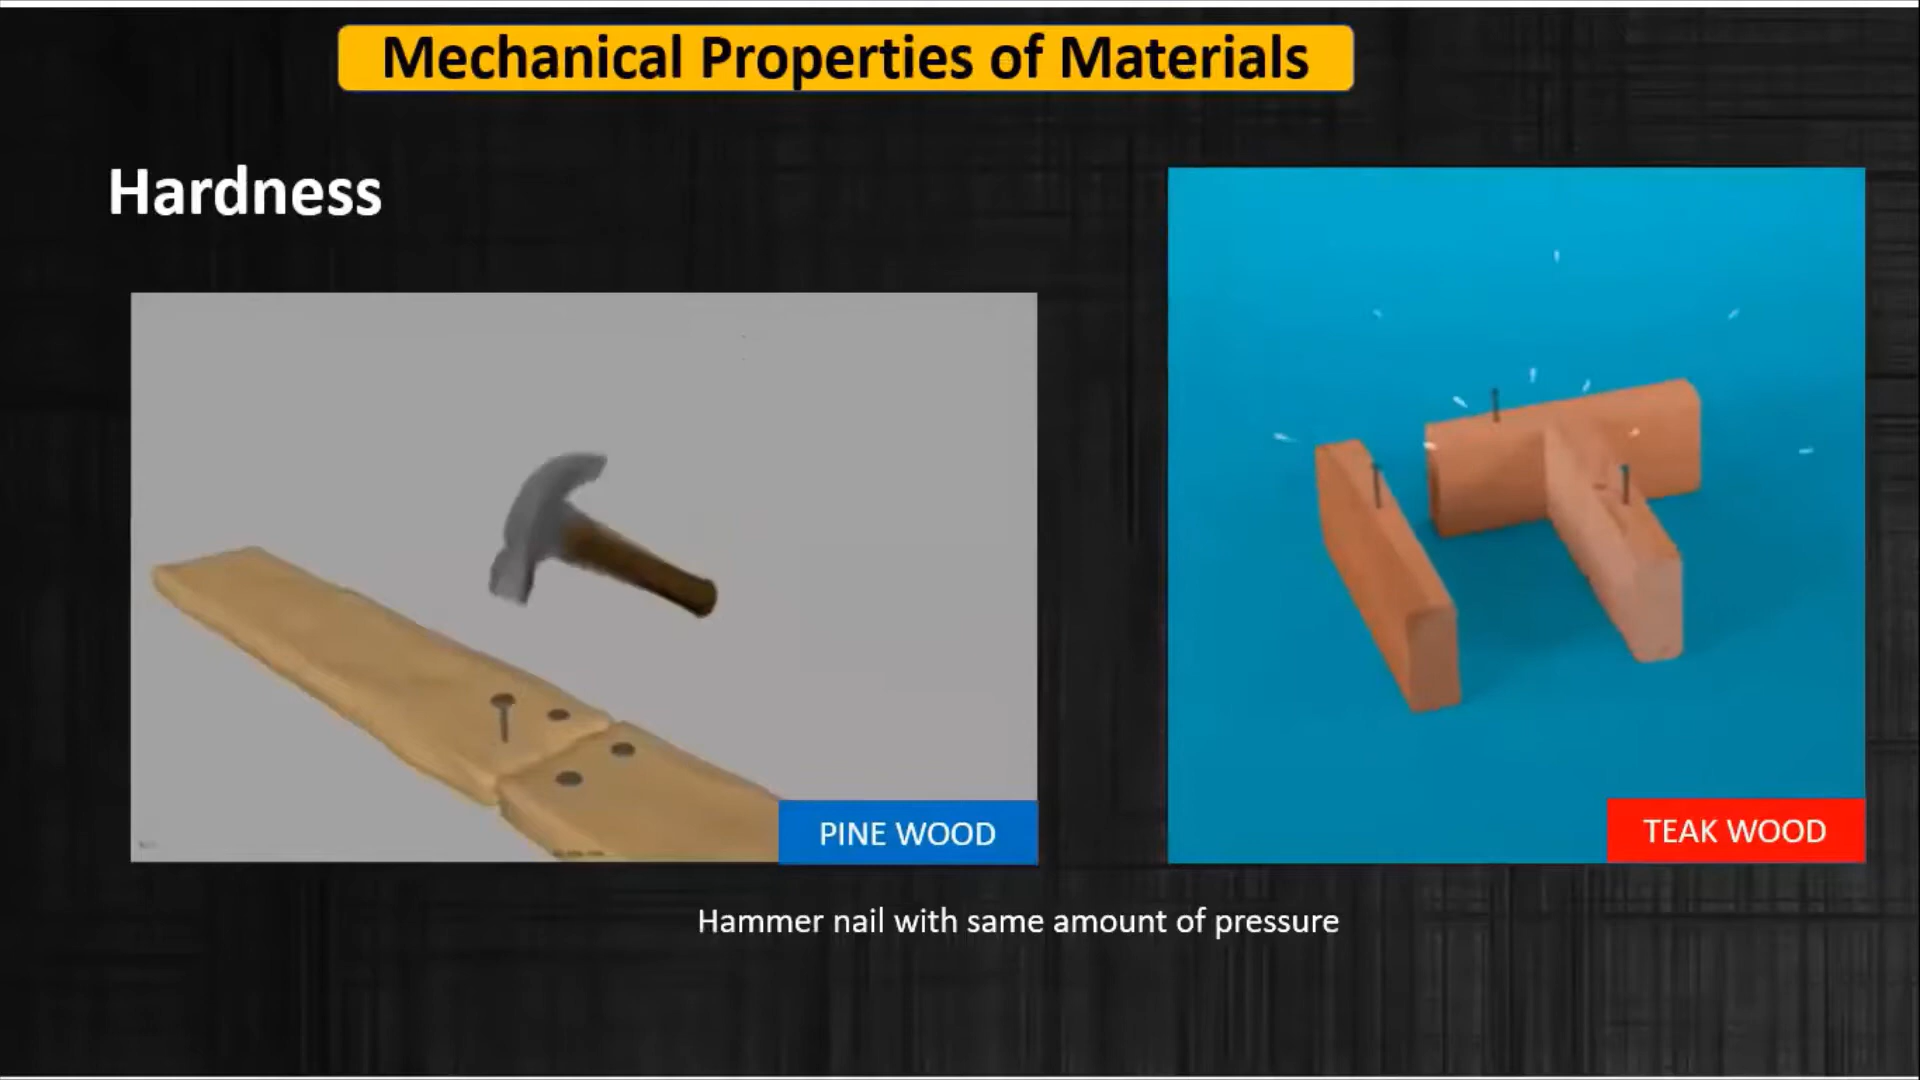 Mechanical Properties of Materials
Hardness
PINE WOOD
TEAK WOOD
Hammer nail with same amount of pressure